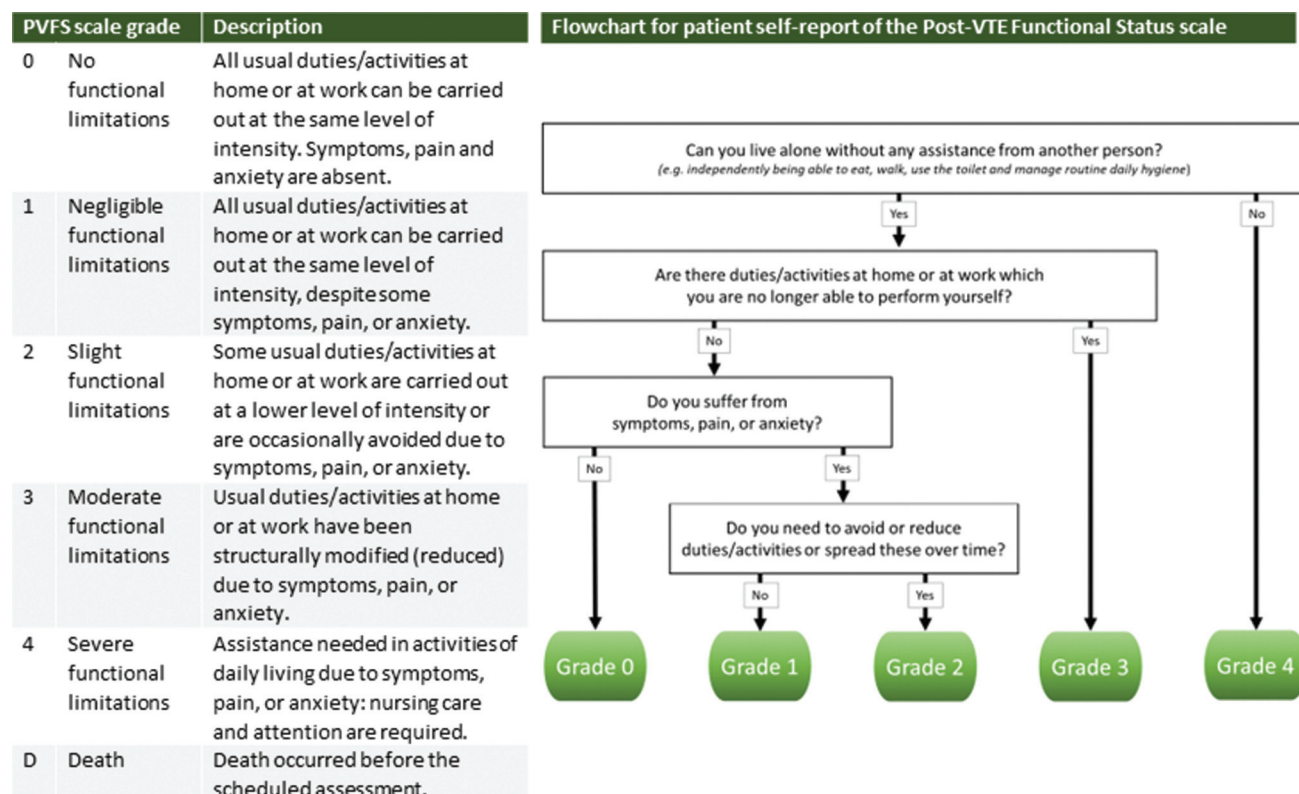 PVFS scale grade Description
0 No functional limitations
All usual duties/activities at
home or at work can be carried
out at the same level of
intensity. Symptoms, pain and
anxiety are absent.
1 Negligible functional limitations
All usual duties/activities at
home or at work can be carried
out at the same level of
intensity, despite some
symptoms, pain, or anxiety.
2 Slight functional limitations
Some usual duties/activities at
home or at work are carried out
at a lower level of intensity or
are occasionally avoided due to
symptoms, pain, or anxiety.
3 Moderate functional limitations
Usual duties/activities at home
or at work have been
structurally modified (reduced)
due to symptoms, pain, or
anxiety.
4 Severe functional limitations
Assistance needed in activities of
daily living due to symptoms,
pain, or anxiety: nursing care
and attention are required.
D Death
Death occurred before the
scheduled assessment.
Flowchart for patient self-report of the Post-VTE Functional Status scale
Can you live alone without any assistance from another person?
(e.g. independently being able to eat, walk, use the toilet and manage routine daily hygiene)
Yes No
Are there duties/activities at home or at work which
you are no longer able to perform yourself?
No Yes
Do you suffer from
symptoms, pain, or anxiety?
No Yes
Do you need to avoid or reduce
duties/activities or spread these over time?
No Yes
Grade 0 Grade 1 Grade 2 Grade 3 Grade 4